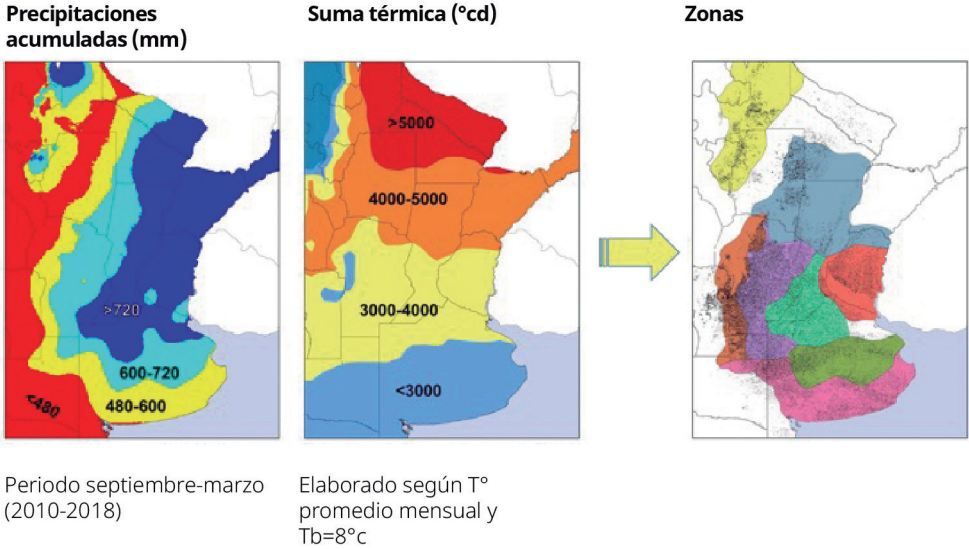 Precipitaciones
acumuladas (mm)
Suma térmica (°cd)
Zonas
>720
600-720
480-600
<480
>5000
4000-5000
3000-4000
<3000
Periodo septiembre-marzo
(2010-2018)
Elaborado según T°
promedio mensual y
Tb=8°c